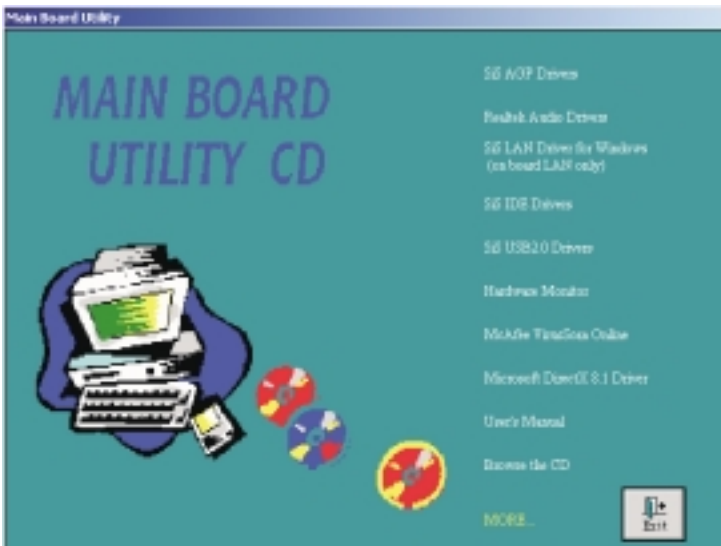 Main Board Utility
MAIN BOARD
UTILITY CD
SiS AGP Drivers
Realtek Audio Drivers
SiS LAN Driver for Windows
(on board LAN only)
SiS IDE Drivers
SiS USB2.0 Drivers
Hardware Monitor
McAfee VirusScan Online
Microsoft DirectX 8.1 Driver
User's Manual
Browse the CD
MORE...
Exit